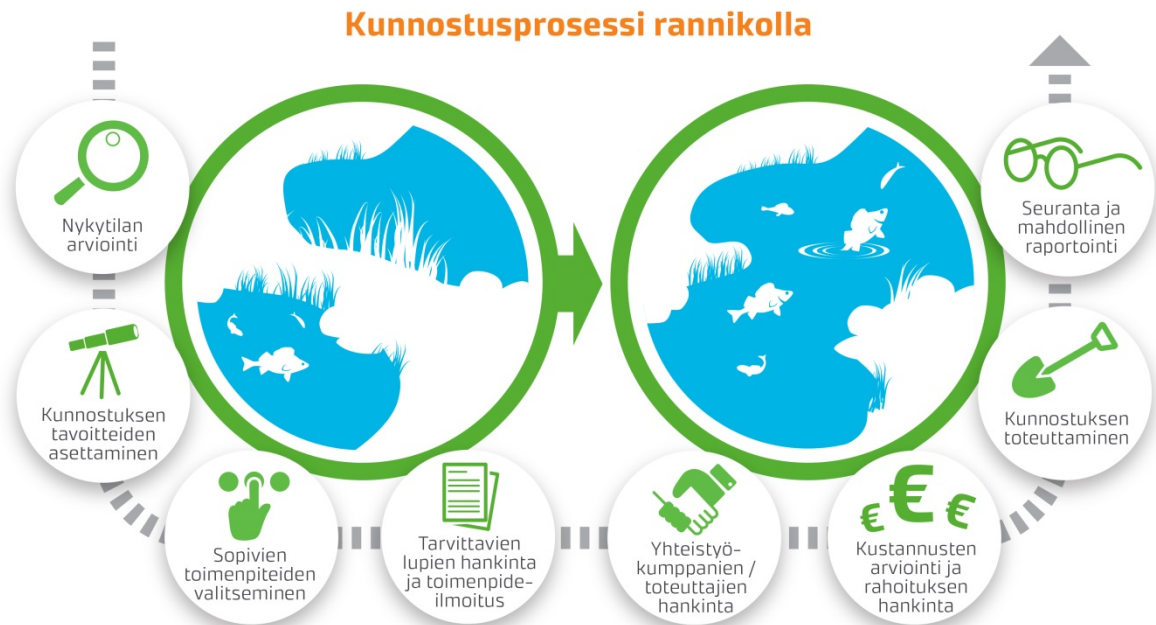 Kunnostusprosessi rannikolla
Nykytilan
arviointi
Kunnostuksen
tavoitteiden
asettaminen
Sopivien
toimenpiteiden
valitseminen
Tarvittavien
lupien hankinta
ja toimenpide-
ilmoitus
Yhteistyö-
kumppanien /
toteuttajien
hankinta
€ € €
Kustannusten
arviointi ja
rahoituksen
hankinta
Kunnostuksen
toteuttaminen
Seuranta ja
mahdollinen
raportointi